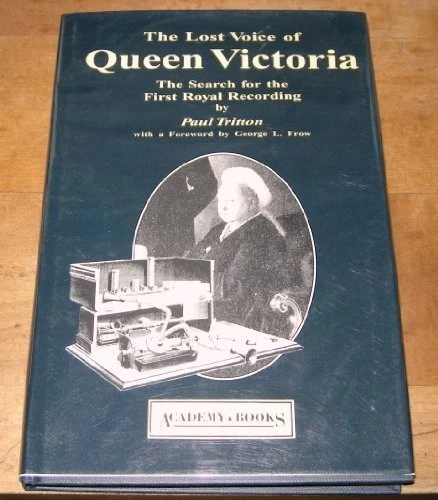 The Lost Voice of
Queen Victoria
The Search for the
First Royal Recording
by
Paul Tritton
with a Foreword by George L. Frow
ACADEMY BOOKS